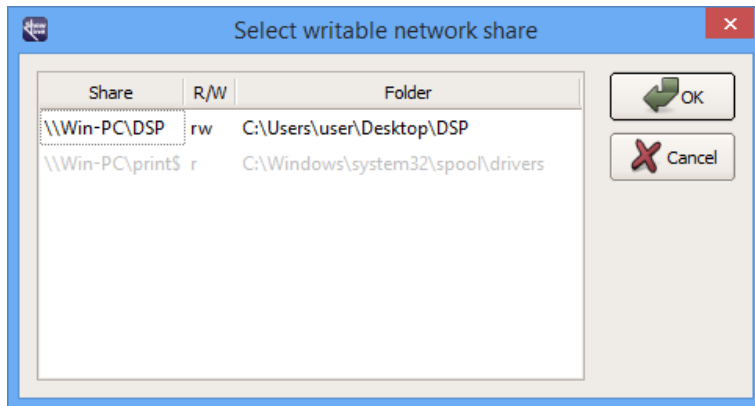 Select writable network share
Share R/W Folder
\\Win-PC\DSP rw C:\Users\user\Desktop\DSP
\\Win-PC\print$ r C:\Windows\system32\spool\drivers
OK
Cancel